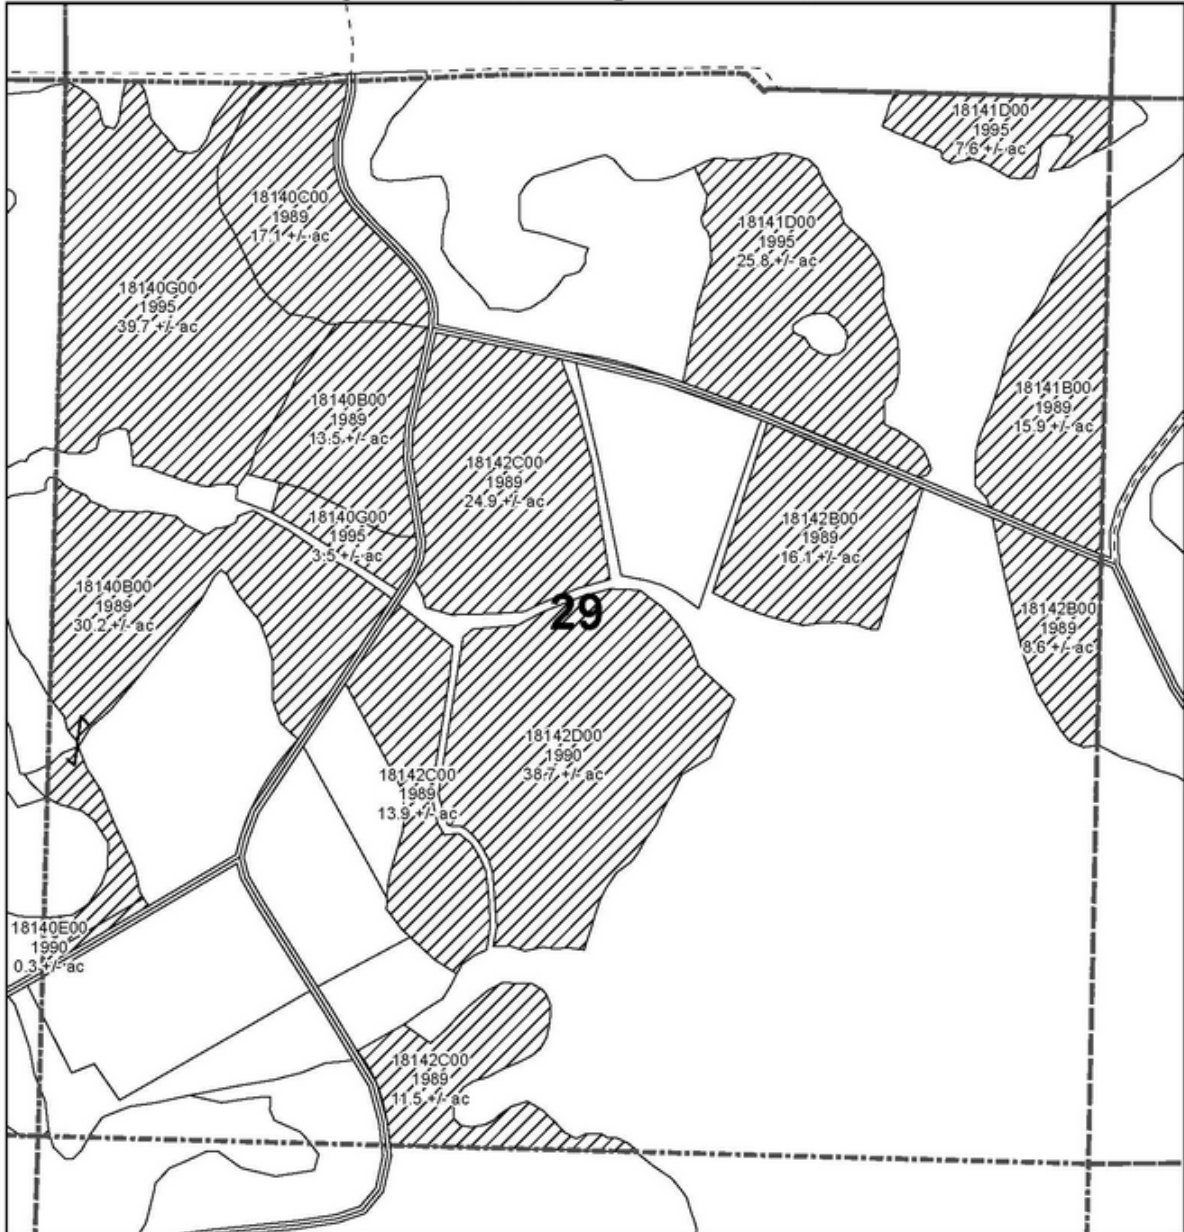 18141D00
1995
7.6 +/- ac
18140C00
1989
17.1 +/- ac
18141D00
1995
25.8 +/- ac
18140G00
1995
39.7 +/- ac
18140B00
1989
13.5 +/- ac
18141B00
1989
15.9 +/- ac
18142C00
1989
24.9 +/- ac
18140G00
1995
3.5 +/- ac
18142B00
1989
16.1 +/- ac
18140B00
1989
30.2 +/- ac
29
18142B00
1989
8.6 +/- ac
18142D00
1990
38.7 +/- ac
18142C00
1989
13.9 +/- ac
18140E00
1990
0.3 +/- ac
18142C00
1989
11.5 +/- ac